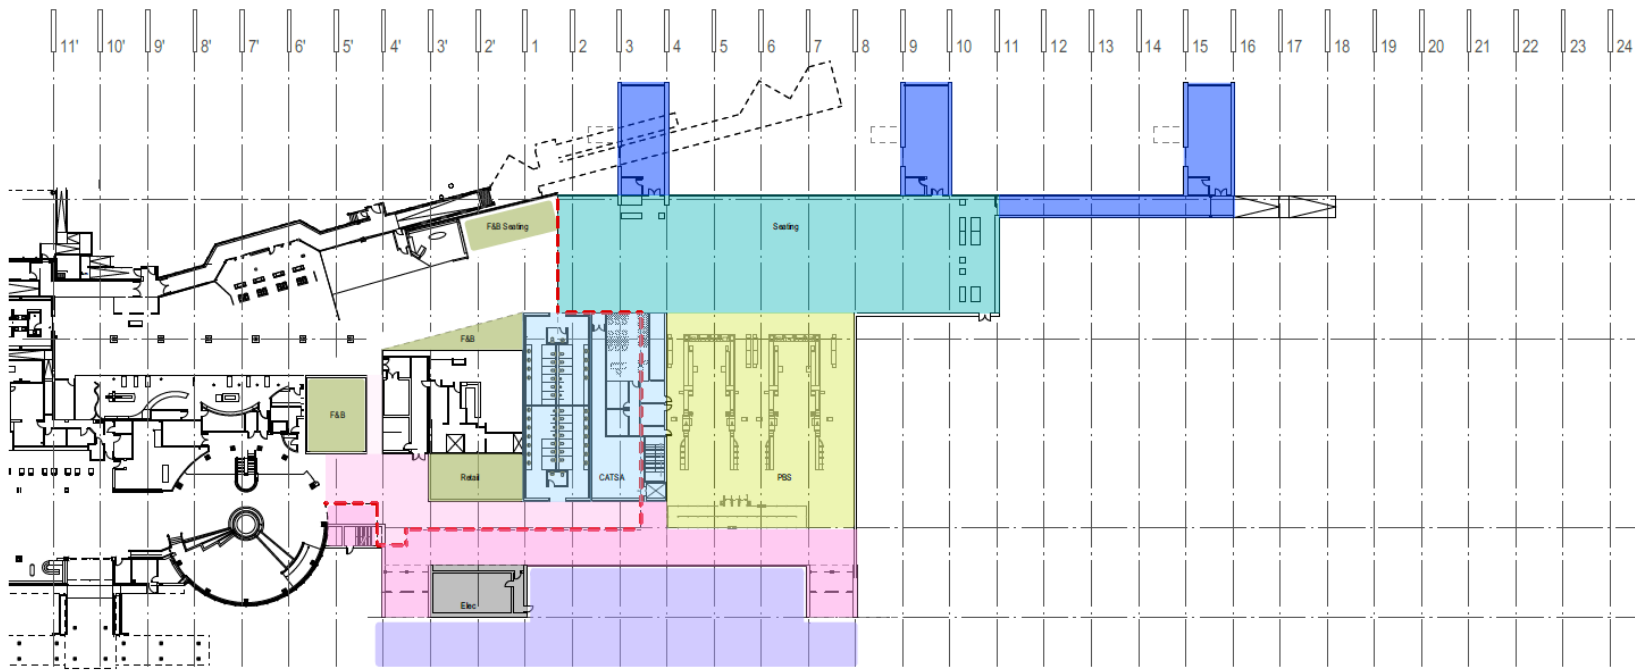 11' 10' 9' 8' 7' 6' 5' 4' 3' 2' 1 2 3 4 5 6 7 8 9 10 11 12 13 14 15 16 17 18 19 20 21 22 23 24
F&B Seating
Seating
F&B
F&B
Retail
CATSA
PBS
Elec